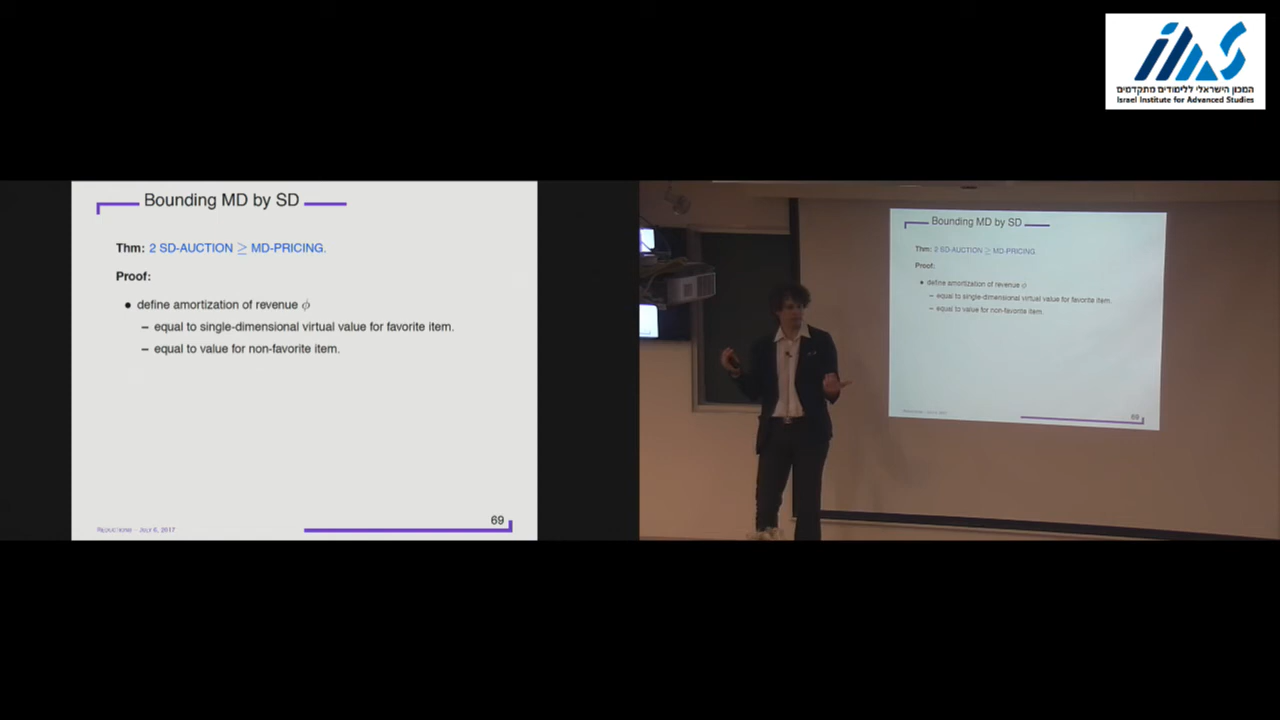 המכון הישראלי ללימודים מתקדמים
Israel Institute for Advanced Studies
Bounding MD by SD
Thm: 2 SD-AUCTION ≥ MD-PRICING.
Proof:
• define amortization of revenue ϕ
– equal to single-dimensional virtual value for favorite item.
– equal to value for non-favorite item.
July 6, 2017
69
Bounding MD by SD
Thm: 2 SD-AUCTION ≥ MD-PRICING.
Proof:
• define amortization of revenue ϕ
– equal to single-dimensional virtual value for favorite item.
– equal to value for non-favorite item.
69